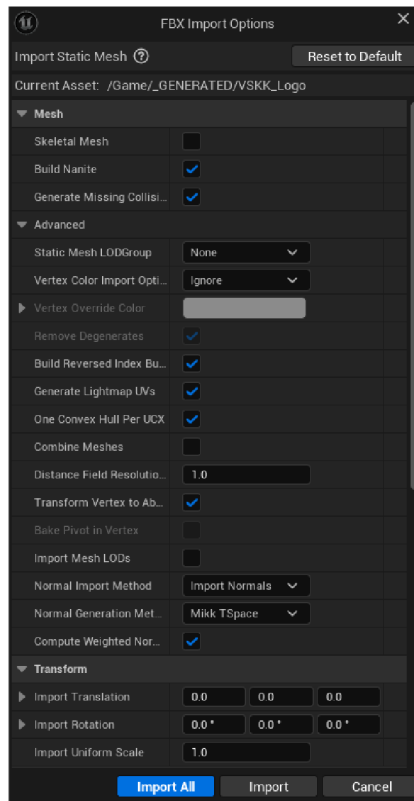 FBX Import Options
Import Static Mesh ? Reset to Default
Current Asset: /Game/_GENERATED/VSKK_Logo
Mesh
Skeletal Mesh
Build Nanite
Generate Missing Collisi...
Advanced
Static Mesh LODGroup None
Vertex Color Import Opti... Ignore
Vertex Override Color
Remove Degenerates
Build Reversed Index Bu...
Generate Lightmap UVs
One Convex Hull Per UCX
Combine Meshes
Distance Field Resolutio... 1.0
Transform Vertex to Ab...
Bake Pivot in Vertex
Import Mesh LODs
Normal Import Method Import Normals
Normal Generation Met... Mikk TSpace
Compute Weighted Nor...
Transform
Import Translation 0.0 0.0 0.0
Import Rotation 0.0 ° 0.0 ° 0.0 °
Import Uniform Scale 1.0
Import All Import Cancel